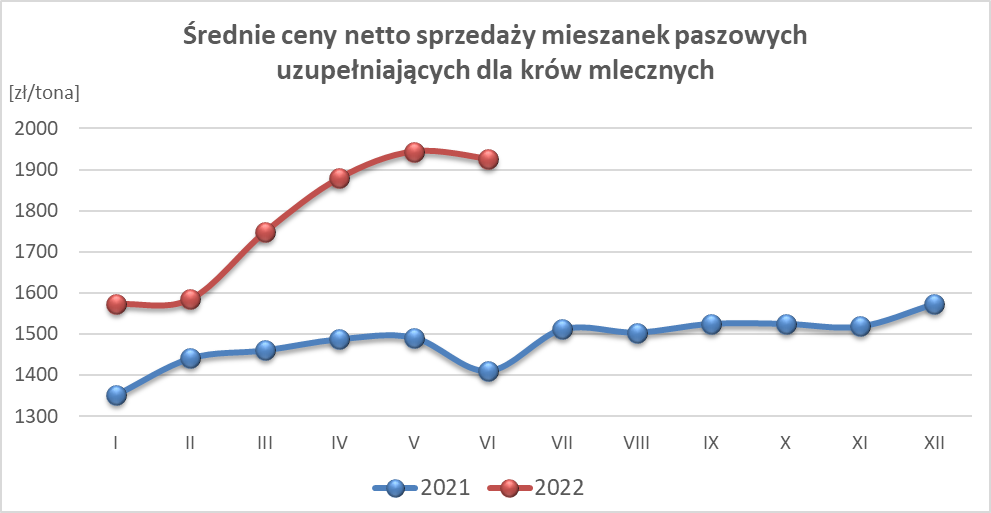 Średnie ceny netto sprzedaży mieszanek paszowych
uzupełniających dla krów mlecznych
[zł/tona]
2000
1900
1800
1700
1600
1500
1400
1300
I II III IV V VI VII VIII IX X XI XII
2021 2022